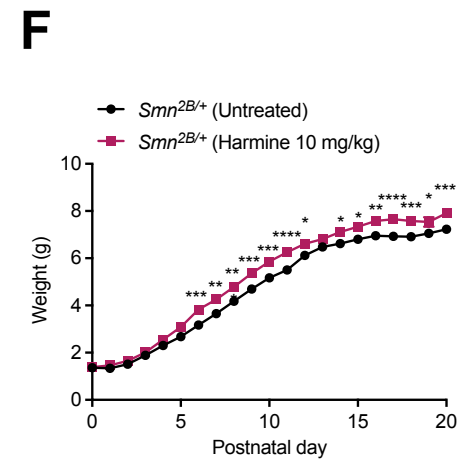 F
Smn2B/+ (Untreated)
Smn2B/+ (Harmine 10 mg/kg)
10
8
6
4
2
0
Weight (g)
*** ** ** *** *** **** * * * ** **** *** * ***
*
0 5 10 15 20
Postnatal day